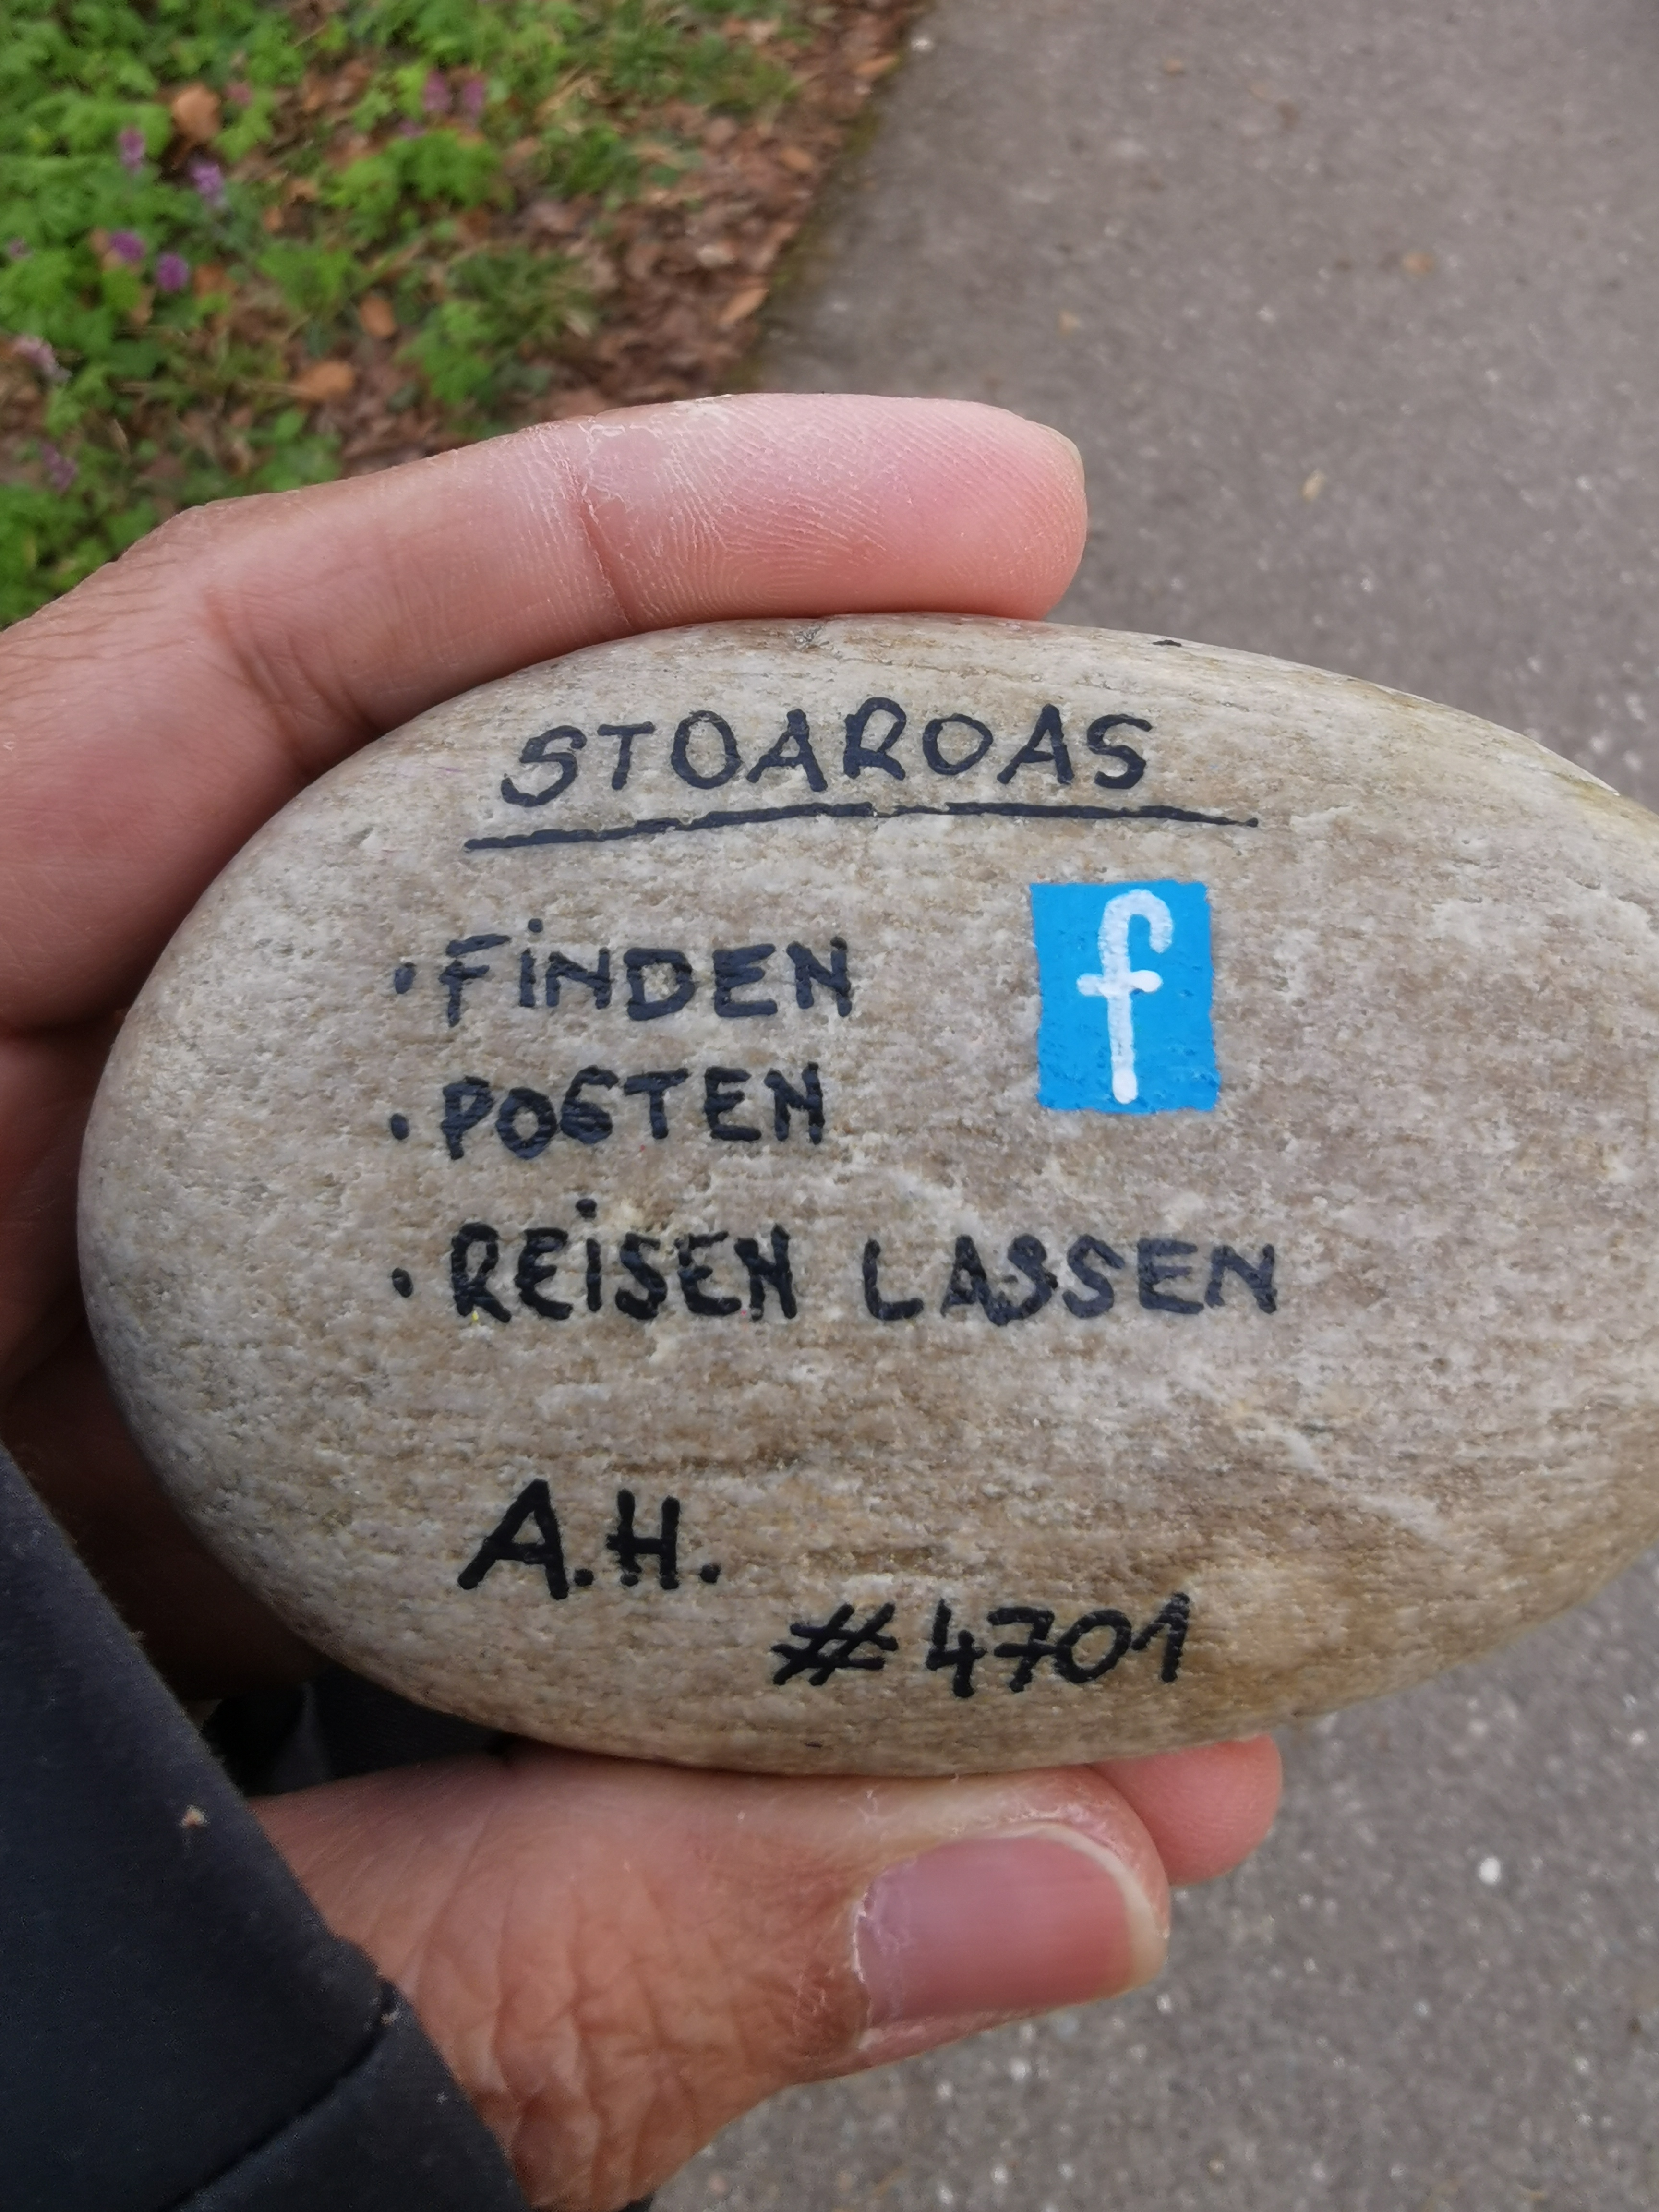 STOAROAS
·FiNDEN
f
·POSTEN
·REiSEN LASSEN
A.H.
#4701